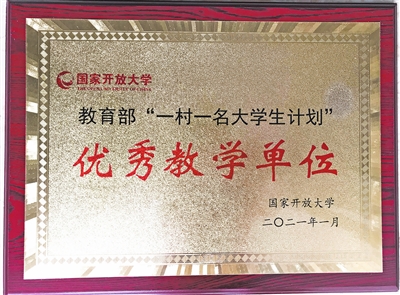 国家开放大学
THE OPEN UNIVERSITY OF CHINA
教育部“一村一名大学生计划”
优秀教学单位
国家开放大学
二〇二一年一月